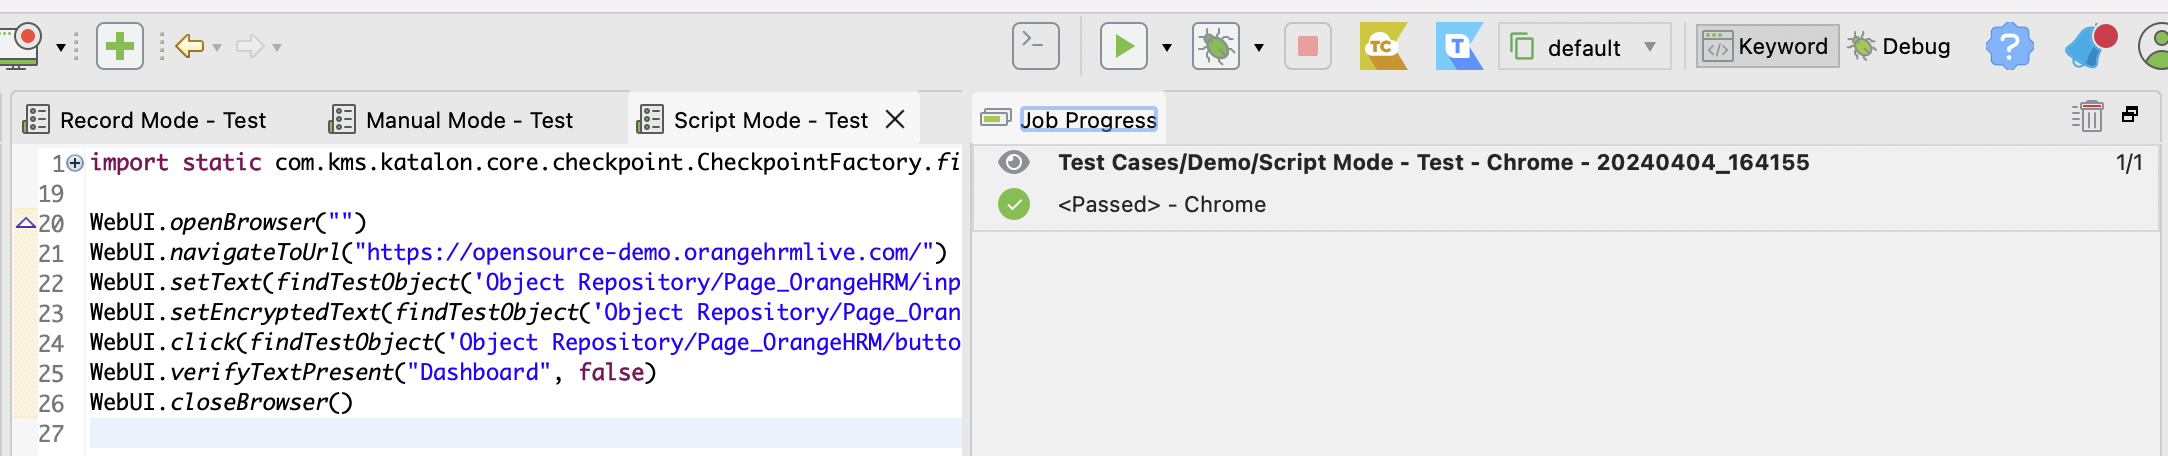 TC
T
default
Keyword
Debug
?
Record Mode - Test
Manual Mode - Test
Script Mode - Test
Job Progress
1 import static com.kms.katalon.core.checkpoint.CheckpointFactory.fi
19
20 WebUI.openBrowser("")
21 WebUI.navigateToUrl("https://opensource-demo.orangehrmlive.com/")
22 WebUI.setText(findTestObject('Object Repository/Page_OrangeHRM/inp
23 WebUI.setEncryptedText(findTestObject('Object Repository/Page_Oran
24 WebUI.click(findTestObject('Object Repository/Page_OrangeHRM/butto
25 WebUI.verifyTextPresent("Dashboard", false)
26 WebUI.closeBrowser()
27
Test Cases/Demo/Script Mode - Test - Chrome - 20240404_164155
1/1
<Passed> - Chrome